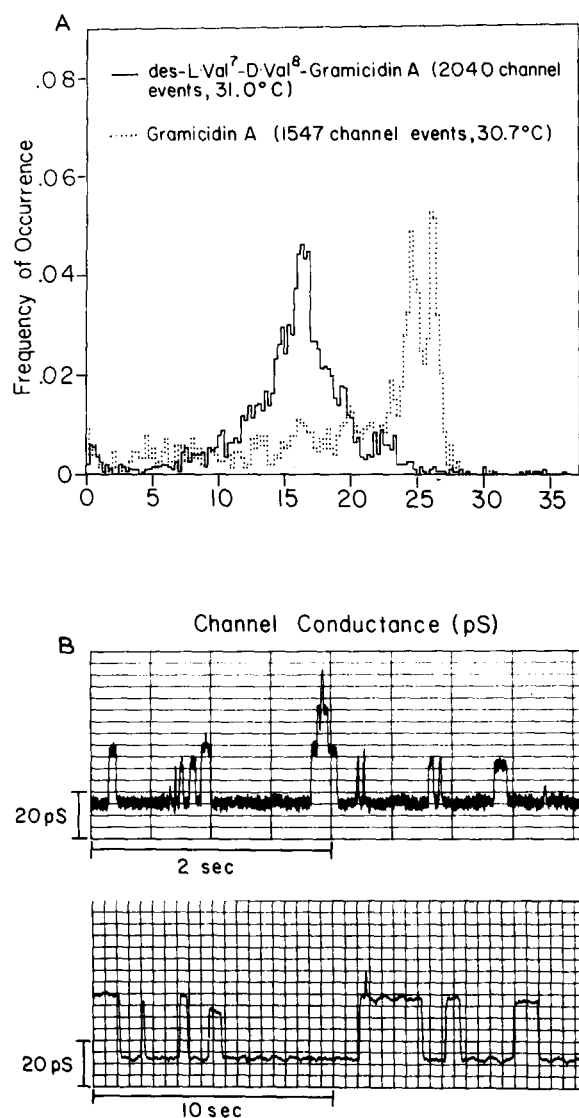 A
.08
.06
.04
.02
0
Frequency of Occurrence
des-L·Val⁷-D·Val⁸-Gramicidin A (2040 channel
events, 31.0°C)
Gramicidin A (1547 channel events, 30.7°C)
0 5 10 15 20 25 30 35
Channel Conductance (pS)
B
20 pS
2 sec
20 pS
10 sec